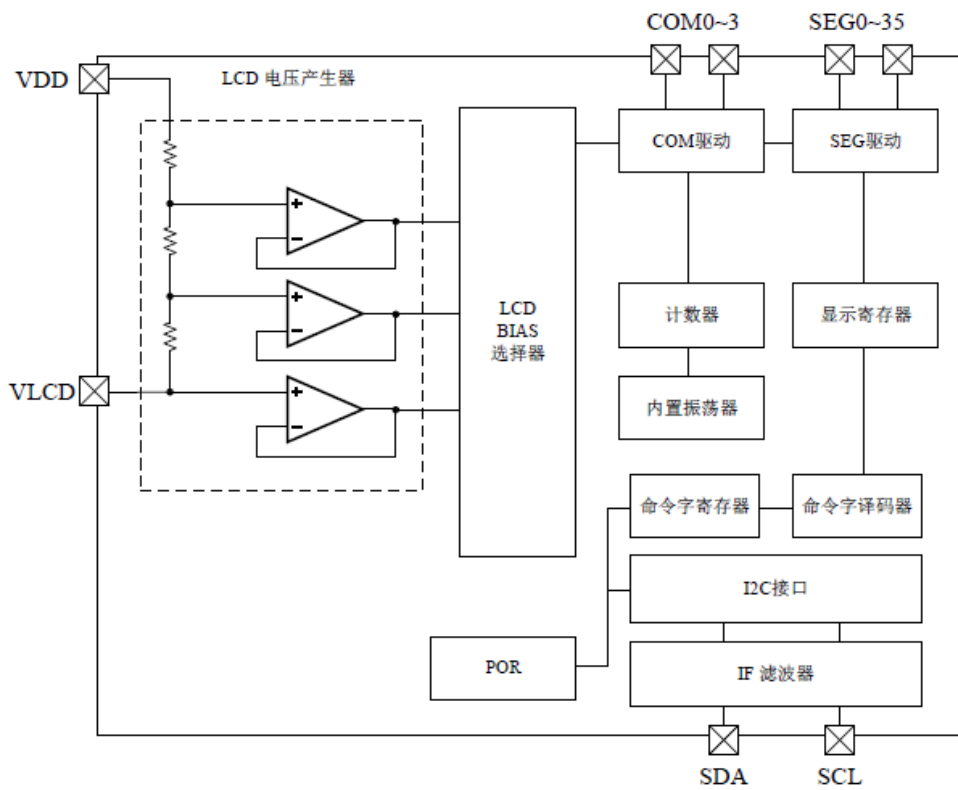 COM0~3
SEG0~35
VDD
LCD 电压产生器
COM驱动
SEG驱动
+
-
+
-
+
-
LCD
BIAS
选择器
计数器
显示寄存器
VLCD
内置振荡器
命令字寄存器
命令字译码器
I2C接口
POR
IF 滤波器
SDA
SCL